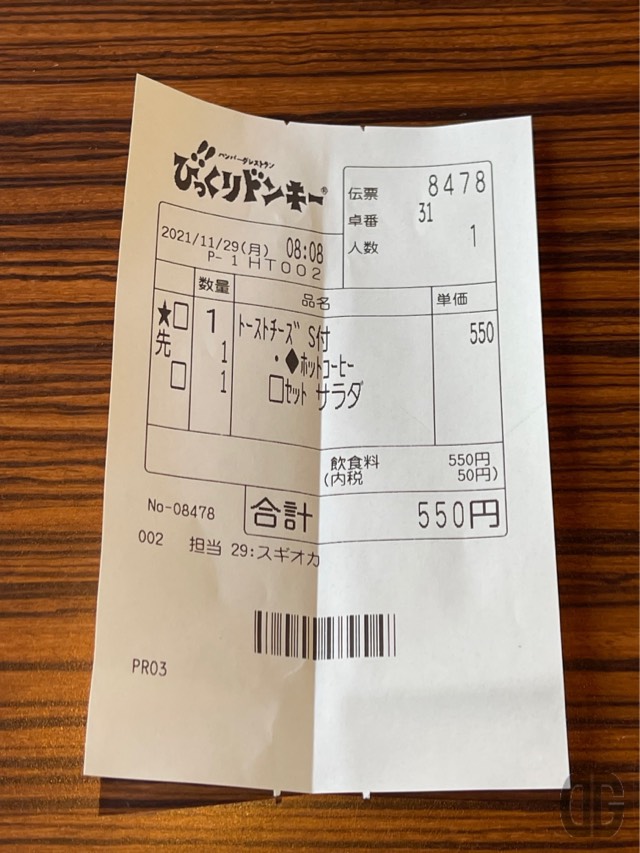 ハンバーグレストラン
びっくりドンキー®
伝票 8478
卓番 31
人数 1
2021/11/29(月) 08:08
P- 1 HT002
数量 品名 単価
★□ 1 トーストチーズ S付 550
先 1 ・◆ホットコーヒー
□ 1 □セット サラダ
飲食料 550円
(内税 50円)
No-08478 合計 550円
002 担当 29:スギオカ
PR03
DG